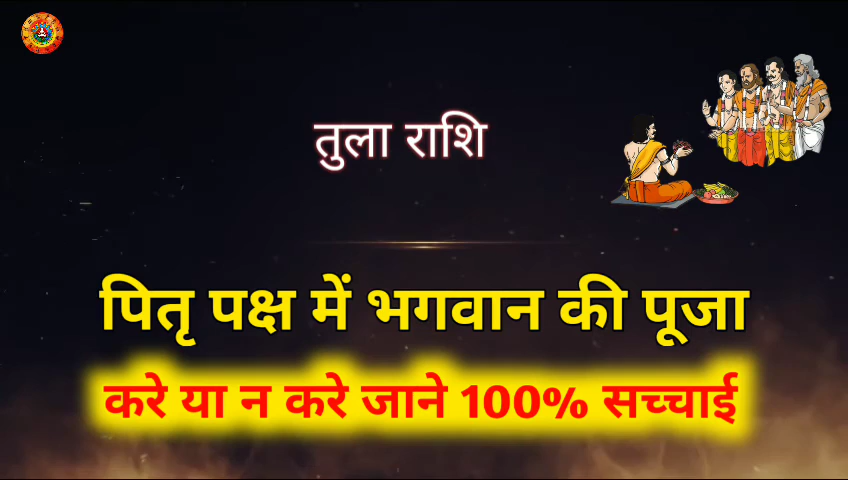 तुला राशि
पितृ पक्ष में भगवान की पूजा
करे या न करे जाने 100% सच्चाई